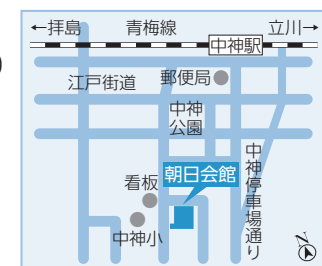 ←拝島 青梅線 立川→
中神駅
江戸街道 郵便局
中神
公園
朝日会館
看板
中神小
中神停車場通り
N